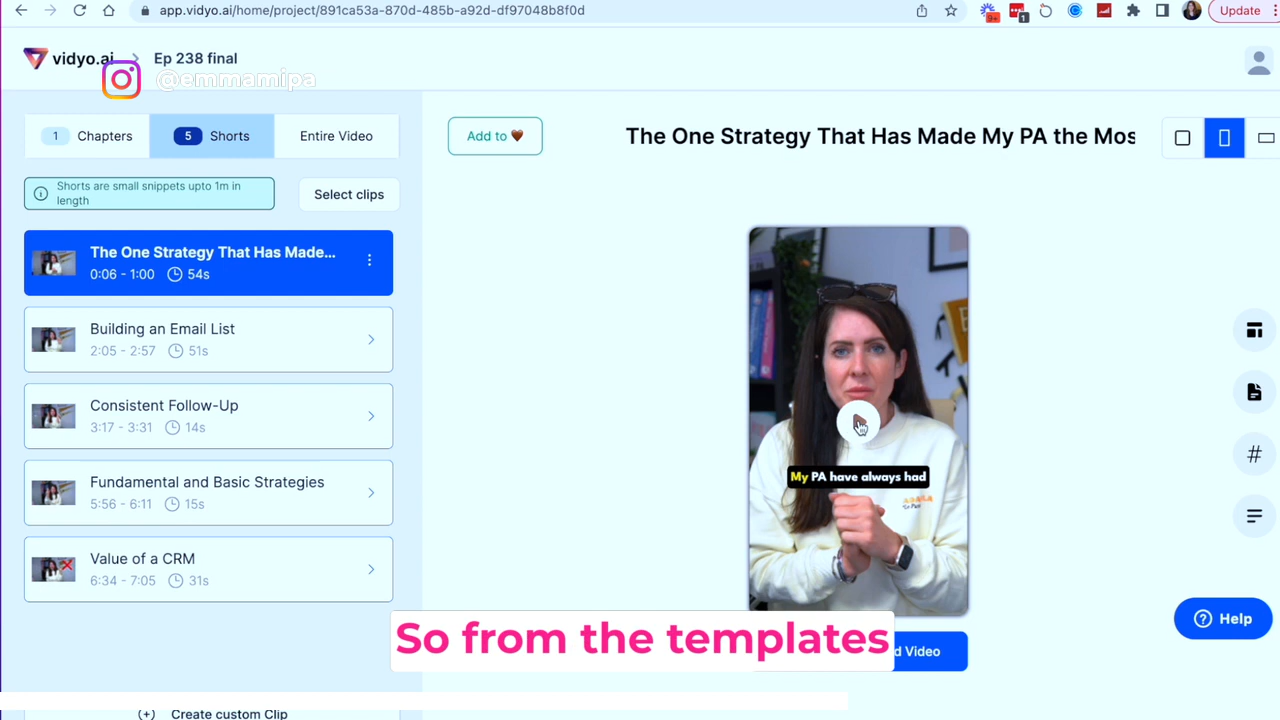 app.vidyo.ai/home/project/891ca53a-870d-485b-a92d-df97048b8f0d
9+
1
Update
vidyo.ai
Ep 238 final
@emmamipa
1 Chapters
5 Shorts
Entire Video
Add to
The One Strategy That Has Made My PA the Mos
Shorts are small snippets upto 1m in
length
Select clips
The One Strategy That Has Made...
0:06 - 1:00 54s
Building an Email List
2:05 - 2:57 51s
Consistent Follow-Up
3:17 - 3:31 14s
Fundamental and Basic Strategies
5:56 - 6:11 15s
Value of a CRM
6:34 - 7:05 31s
My PA have always had
#
Help
So from the templates
d Video
(+) Create custom Clip